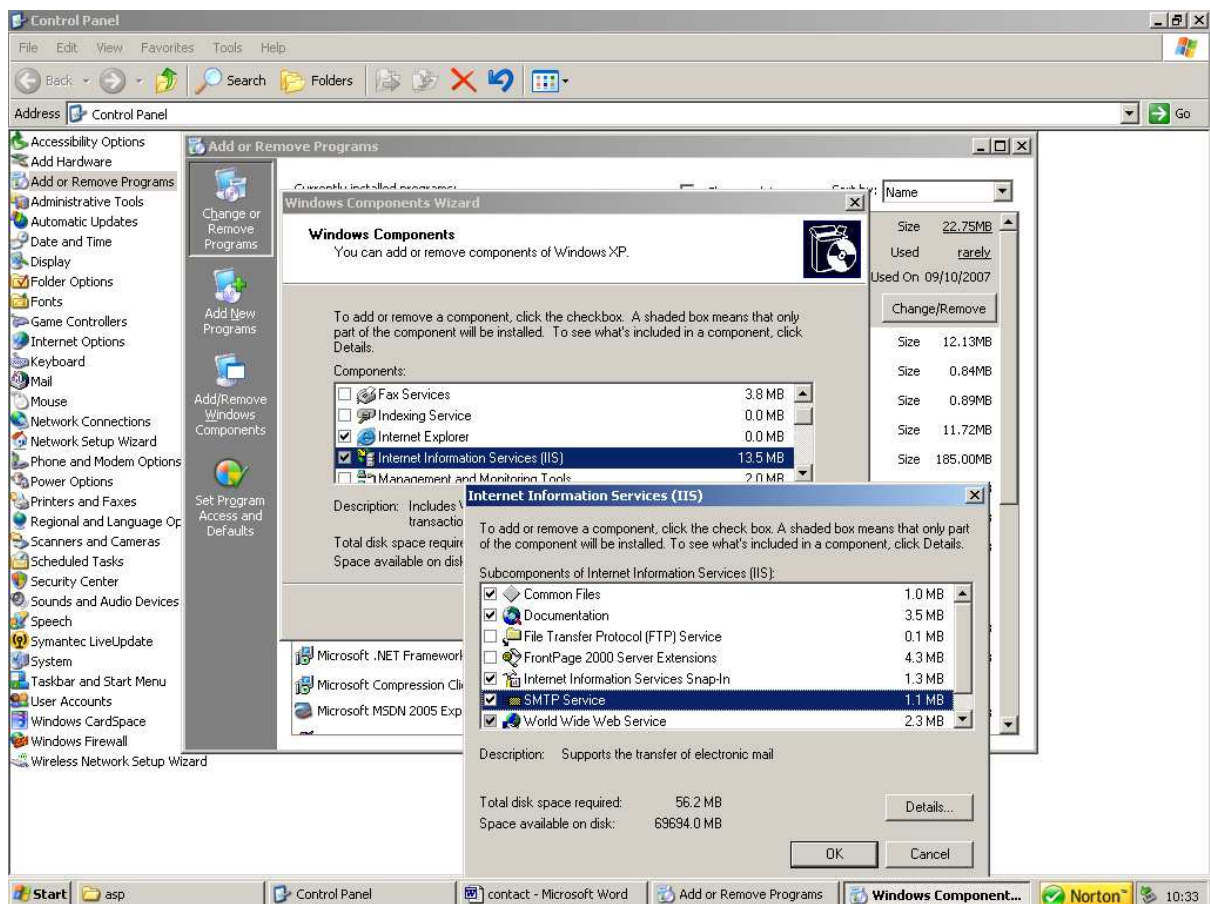 Control Panel
File Edit View Favorites Tools Help
Back Search Folders
Address Control Panel Go
Accessibility Options
Add Hardware
Add or Remove Programs
Administrative Tools
Automatic Updates
Date and Time
Display
Folder Options
Fonts
Game Controllers
Internet Options
Keyboard
Mail
Mouse
Network Connections
Network Setup Wizard
Phone and Modem Options
Power Options
Printers and Faxes
Regional and Language Op
Scanners and Cameras
Scheduled Tasks
Security Center
Sounds and Audio Devices
Speech
Symantec LiveUpdate
System
Taskbar and Start Menu
User Accounts
Windows CardSpace
Windows Firewall
Wireless Network Setup Wizard
Add or Remove Programs
Change or
Remove
Programs
Add New
Programs
Add/Remove
Windows
Components
Set Program
Access and
Defaults
Currently installed programs:
Name
Size 22.75MB
Used rarely
Used On 09/10/2007
Change/Remove
Size 12.13MB
Size 0.84MB
Size 0.89MB
Size 11.72MB
Size 185.00MB
Microsoft .NET Framework
Microsoft Compression Cli
Microsoft MSDN 2005 Exp
Windows Components Wizard
Windows Components
You can add or remove components of Windows XP.
To add or remove a component, click the checkbox. A shaded box means that only
part of the component will be installed. To see what's included in a component, click
Details.
Components:
Fax Services 3.8 MB
Indexing Service 0.0 MB
Internet Explorer 0.0 MB
Internet Information Services (IIS) 13.5 MB
Management and Monitoring Tools 2.0 MB
Description: Includes
transactio
Total disk space require
Space available on disk
Internet Information Services (IIS)
To add or remove a component, click the check box. A shaded box means that only part
of the component will be installed. To see what's included in a component, click Details.
Subcomponents of Internet Information Services (IIS):
Common Files 1.0 MB
Documentation 3.5 MB
File Transfer Protocol (FTP) Service 0.1 MB
FrontPage 2000 Server Extensions 4.3 MB
Internet Information Services Snap-In 1.3 MB
SMTP Service 1.1 MB
World Wide Web Service 2.3 MB
Description: Supports the transfer of electronic mail
Total disk space required: 56.2 MB
Space available on disk: 69694.0 MB
Details...
OK Cancel
Start asp Control Panel contact - Microsoft Word Add or Remove Programs Windows Component... Norton 10:33